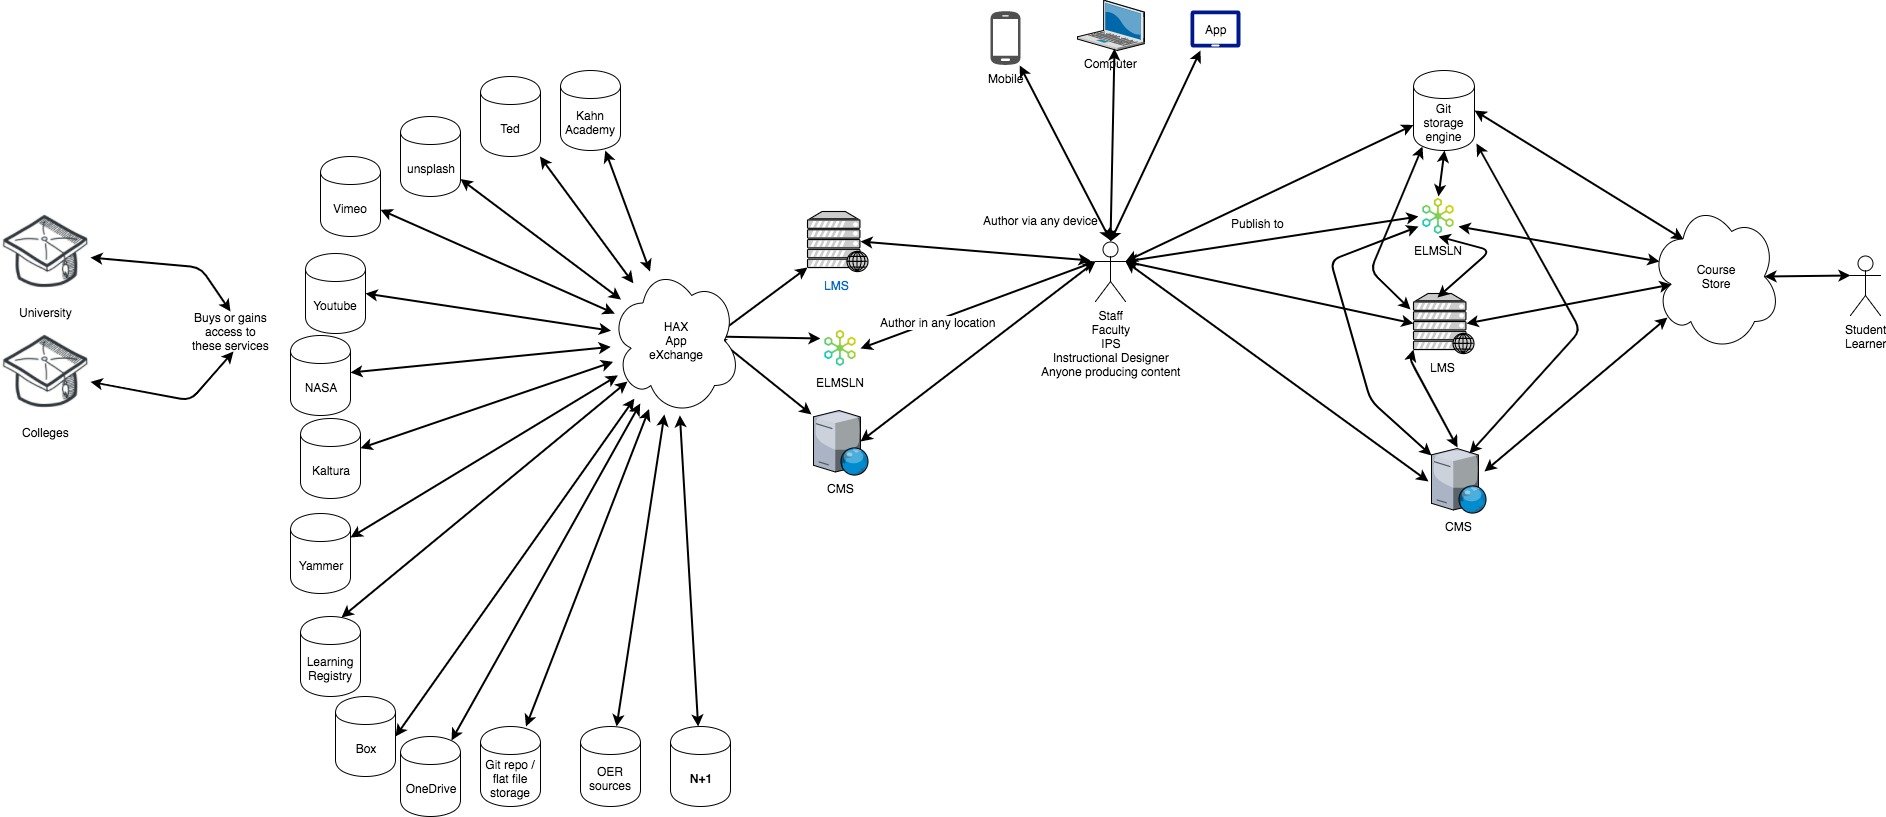 University
Colleges
Buys or gains
access to
these services
Kahn
Academy
Ted
unsplash
Vimeo
Youtube
NASA
Kaltura
Yammer
Learning
Registry
Box
OneDrive
Git repo /
flat file
storage
OER
sources
N+1
HAX
App
eXchange
LMS
ELMSLN
CMS
Mobile
Computer
App
Author via any device
Author in any location
Staff
Faculty
IPS
Instructional Designer
Anyone producing content
Publish to
Git
storage
engine
ELMSLN
LMS
CMS
Course
Store
Student
Learner